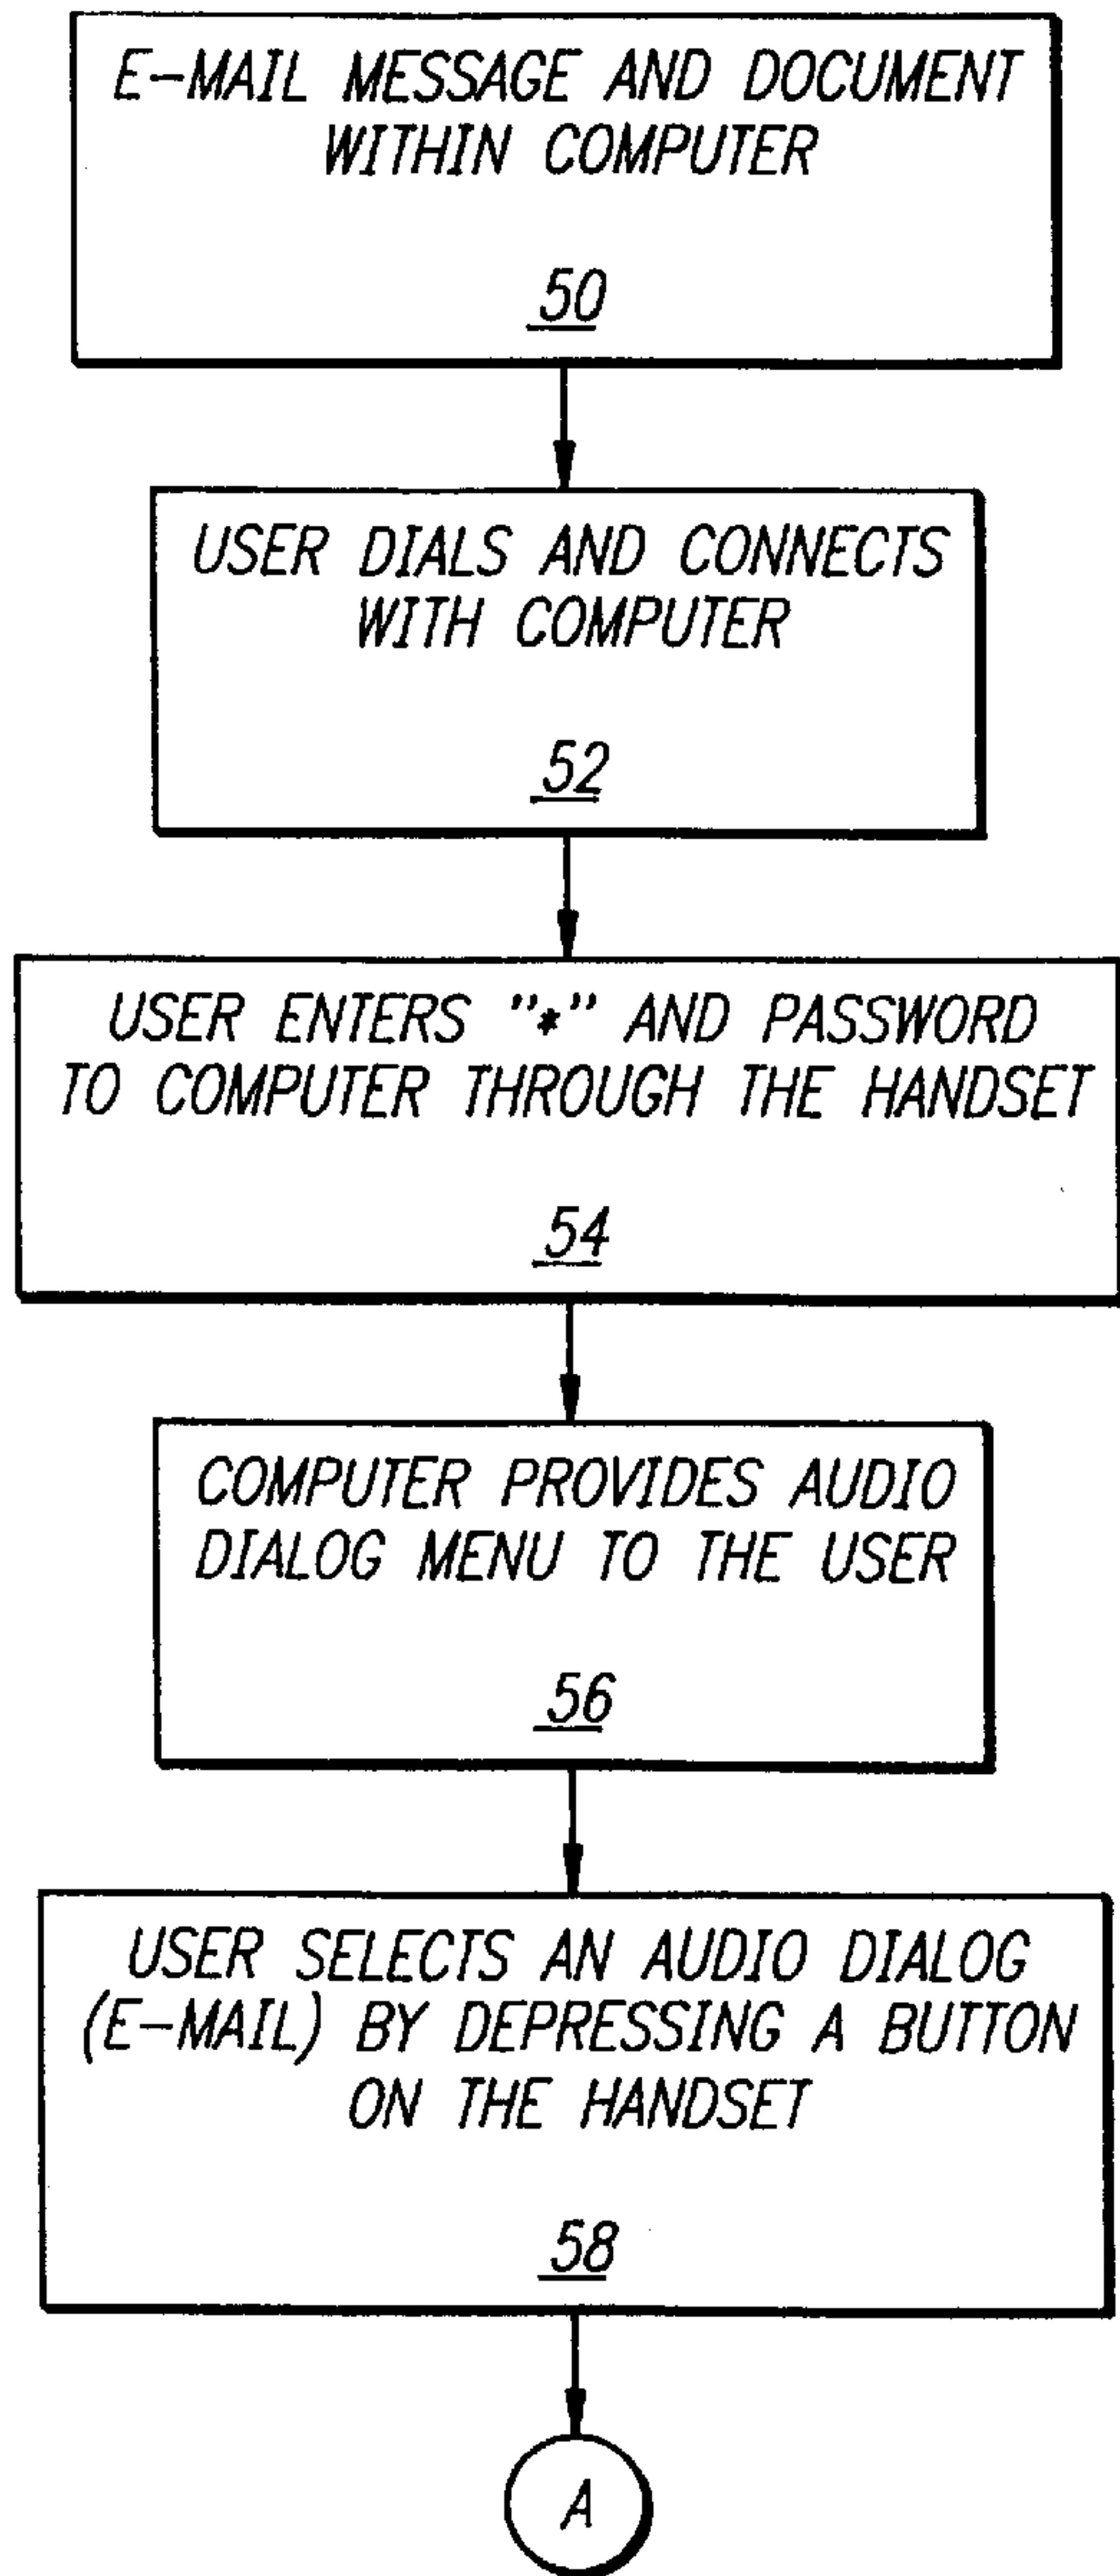 E-MAIL MESSAGE AND DOCUMENT
WITHIN COMPUTER
50
USER DIALS AND CONNECTS
WITH COMPUTER
52
USER ENTERS "*" AND PASSWORD
TO COMPUTER THROUGH THE HANDSET
54
COMPUTER PROVIDES AUDIO
DIALOG MENU TO THE USER
56
USER SELECTS AN AUDIO DIALOG
(E-MAIL) BY DEPRESSING A BUTTON
ON THE HANDSET
58
A